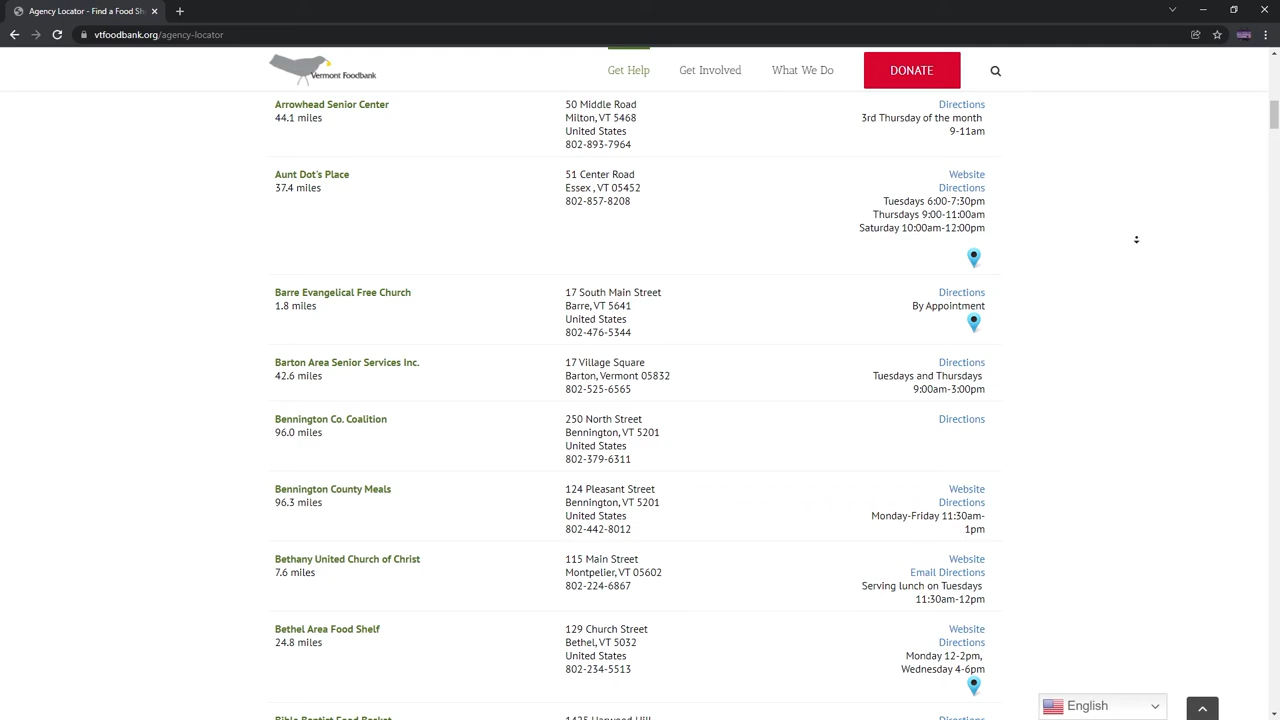 Agency Locator - Find a Food Sh
vtfoodbank.org/agency-locator
Vermont Foodbank
Get Help
Get Involved
What We Do
DONATE
Arrowhead Senior Center
44.1 miles
50 Middle Road
Milton, VT 5468
United States
802-893-7964
Directions
3rd Thursday of the month
9-11am
Aunt Dot's Place
37.4 miles
51 Center Road
Essex , VT 05452
802-857-8208
Website
Directions
Tuesdays 6:00-7:30pm
Thursdays 9:00-11:00am
Saturday 10:00am-12:00pm
Barre Evangelical Free Church
1.8 miles
17 South Main Street
Barre, VT 5641
United States
802-476-5344
Directions
By Appointment
Barton Area Senior Services Inc.
42.6 miles
17 Village Square
Barton, Vermont 05832
802-525-6565
Directions
Tuesdays and Thursdays
9:00am-3:00pm
Bennington Co. Coalition
96.0 miles
250 North Street
Bennington, VT 5201
United States
802-379-6311
Directions
Bennington County Meals
96.3 miles
124 Pleasant Street
Bennington, VT 5201
United States
802-442-8012
Website
Directions
Monday-Friday 11:30am-
1pm
Bethany United Church of Christ
7.6 miles
115 Main Street
Montpelier, VT 05602
802-224-6867
Website
Email Directions
Serving lunch on Tuesdays
11:30am-12pm
Bethel Area Food Shelf
24.8 miles
129 Church Street
Bethel, VT 5032
United States
802-234-5513
Website
Directions
Monday 12-2pm,
Wednesday 4-6pm
Bible Baptist Food Basket
1425 Harwood Hill
Directions
English